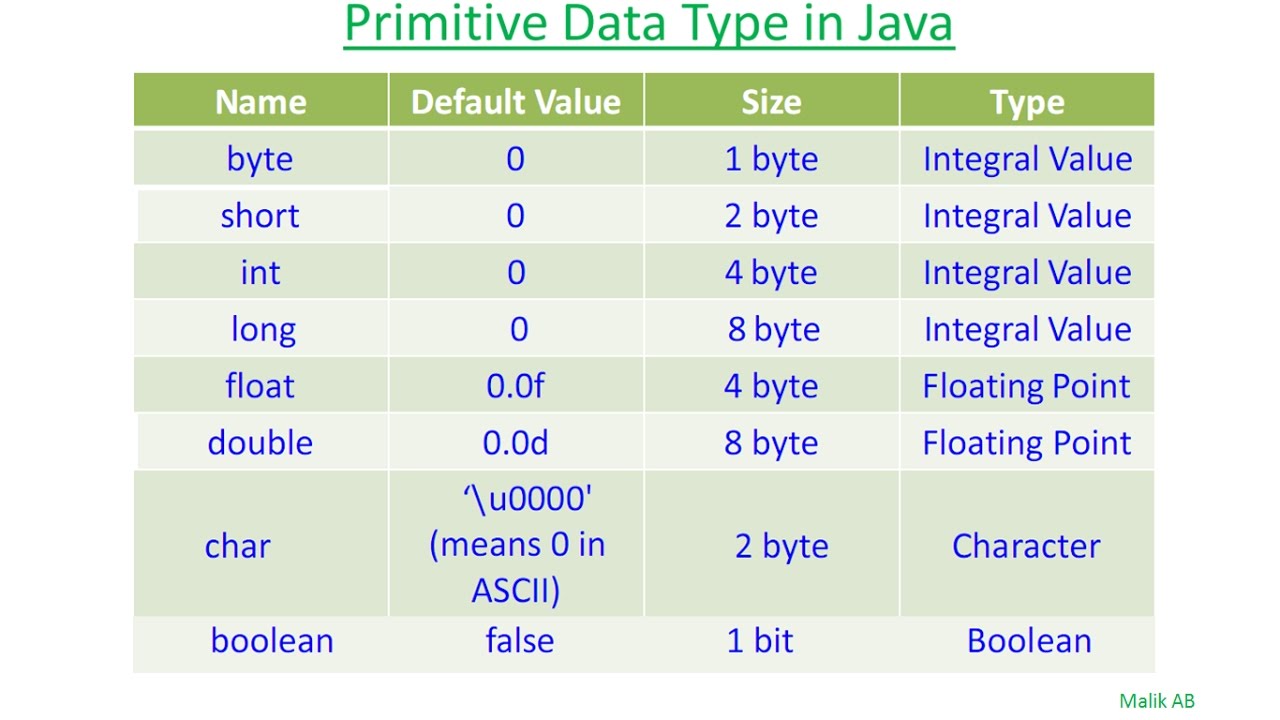 Primitive Data Type in Java
Name Default Value Size Type
byte 0 1 byte Integral Value
short 0 2 byte Integral Value
int 0 4 byte Integral Value
long 0 8 byte Integral Value
float 0.0f 4 byte Floating Point
double 0.0d 8 byte Floating Point
char ‘\u0000' (means 0 in ASCII) 2 byte Character
boolean false 1 bit Boolean
Malik AB